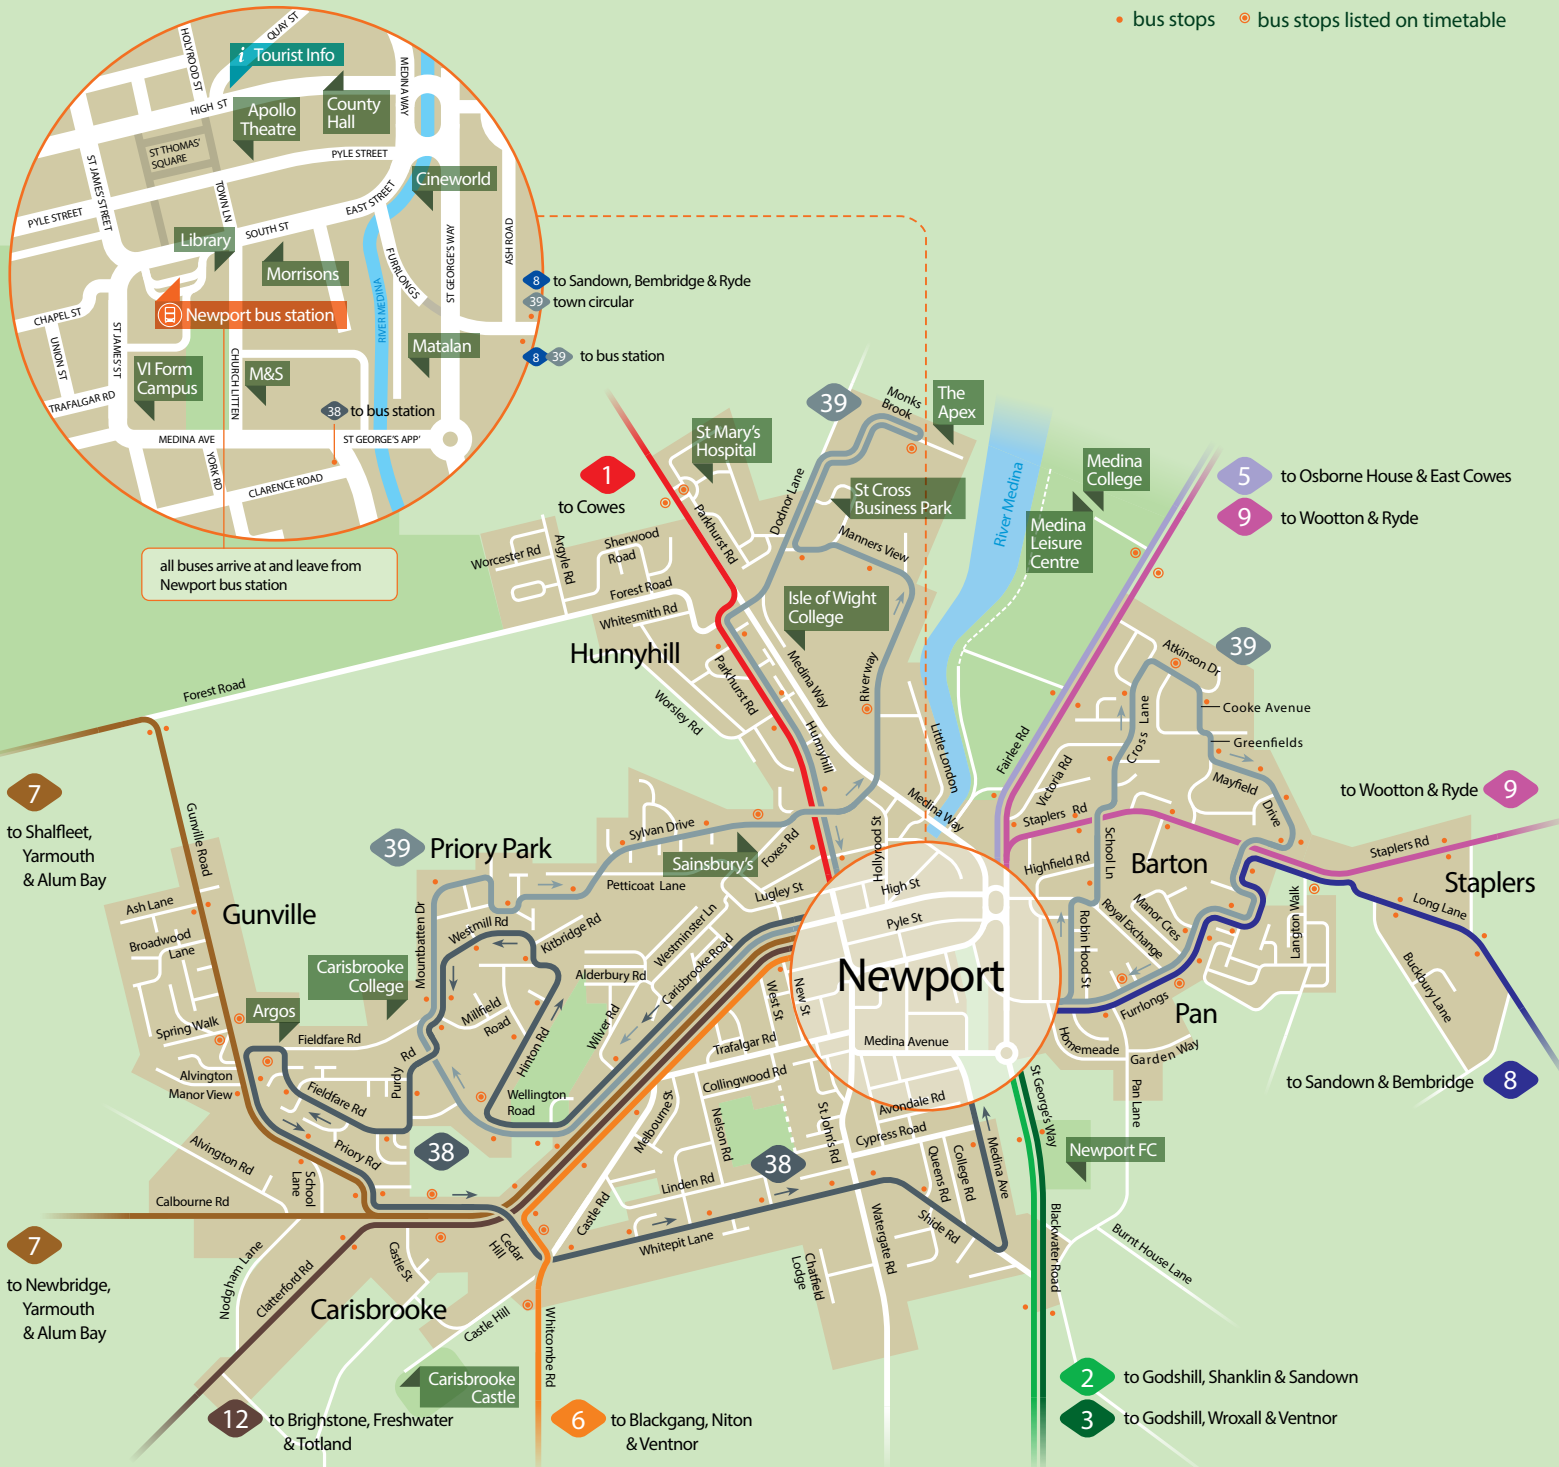 bus stops
bus stops listed on timetable
QUAY ST
HOLYROOD ST
i Tourist Info
MEDINA WAY
HIGH ST
Apollo
Theatre
County
Hall
ST THOMAS'
SQUARE
PYLE STREET
ST JAMES' STREET
TOWN LN
Cineworld
EAST STREET
PYLE STREET
SOUTH ST
Library
Morrisons
FURRLONGS
ST GEORGE'S WAY
ASH ROAD
RIVER MEDINA
Newport bus station
CHAPEL ST
UNION ST
ST JAMES' ST
CHURCH LITTEN
Matalan
VI Form
Campus
M&S
TRAFALGAR RD
38 to bus station
MEDINA AVE
ST GEORGE'S APP'
YORK RD
CLARENCE ROAD
8 to Sandown, Bembridge & Ryde
39 town circular
8 39 to bus station
all buses arrive at and leave from
Newport bus station
39
Monks
Brook
The
Apex
St Mary's
Hospital
1
to Cowes
Parkhurst Rd
Dodnor Lane
St Cross
Business Park
Manners View
River Medina
Medina
College
Medina
Leisure
Centre
5 to Osborne House & East Cowes
9 to Wootton & Ryde
Worcester Rd
Argyle Rd
Sherwood
Road
Forest Road
Whitesmith Rd
Isle of Wight
College
Hunnyhill
Parkhurst Rd
Worsley Rd
Medina Way
Riverway
Hunnyhill
Little London
Fairlee Rd
Medina Way
Forest Road
39
Atkinson Dr
Cooke Avenue
Greenfields
Cross Lane
Mayfield
Drive
Victoria Rd
Staplers Rd
9
to Wootton & Ryde
Staplers Rd
Staplers
Long Lane
Buckbury Lane
Langton Walk
School Ln
Barton
Highfield Rd
Manor Cres
Royal Exchange
Robin Hood St
Furrlongs
Pan
Homemeade
Garden Way
Pan Lane
8
to Sandown & Bembridge
7
to Shalfleet,
Yarmouth
& Alum Bay
Gunville Road
Ash Lane
Broadwood
Lane
Gunville
Spring Walk
Argos
Carisbrooke
College
39
Priory Park
Sylvan Drive
Sainsbury's
Foxes Rd
Petticoat Lane
Lugley St
Hollyrood St
High St
Pyle St
Newport
Medina Avenue
Mountbatten Dr
Westmill Rd
Kitbridge Rd
Westminster Ln
Carisbrooke Road
Alderbury Rd
Millfield
Road
Hinton Rd
Wilver Rd
West St
New St
Trafalgar Rd
Collingwood Rd
Fieldfare Rd
Purdy Rd
Fieldfare Rd
Wellington
Road
Alvington
Manor View
Alvington Rd
Priory Rd
School
Lane
38
Calbourne Rd
Melbourne St
Nelson Rd
St John's Rd
Avondale Rd
Cypress Road
Queens Rd
College Rd
Medina Ave
St George's Way
Newport FC
38
Linden Rd
Castle Rd
Whitepit Lane
Watergate Rd
Shide Rd
Chatfield
Lodge
Blackwater Road
Burnt House Lane
7
to Newbridge,
Yarmouth
& Alum Bay
Nodgham Lane
Clatterford Rd
Castle St
Cedar
Hill
Carisbrooke
Castle Hill
Whitcombe Rd
Carisbrooke
Castle
12
to Brighstone, Freshwater
& Totland
6
to Blackgang, Niton
& Ventnor
2
to Godshill, Shanklin & Sandown
3
to Godshill, Wroxall & Ventnor